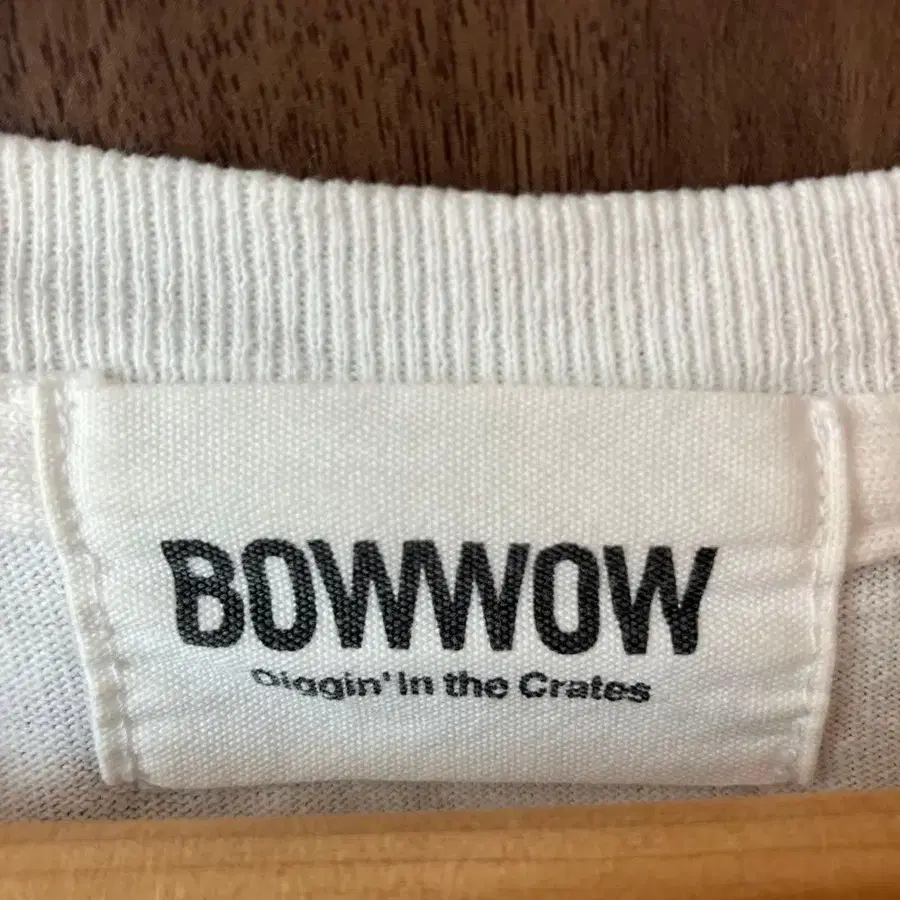 BOWWOW
Diggin' In the Crates